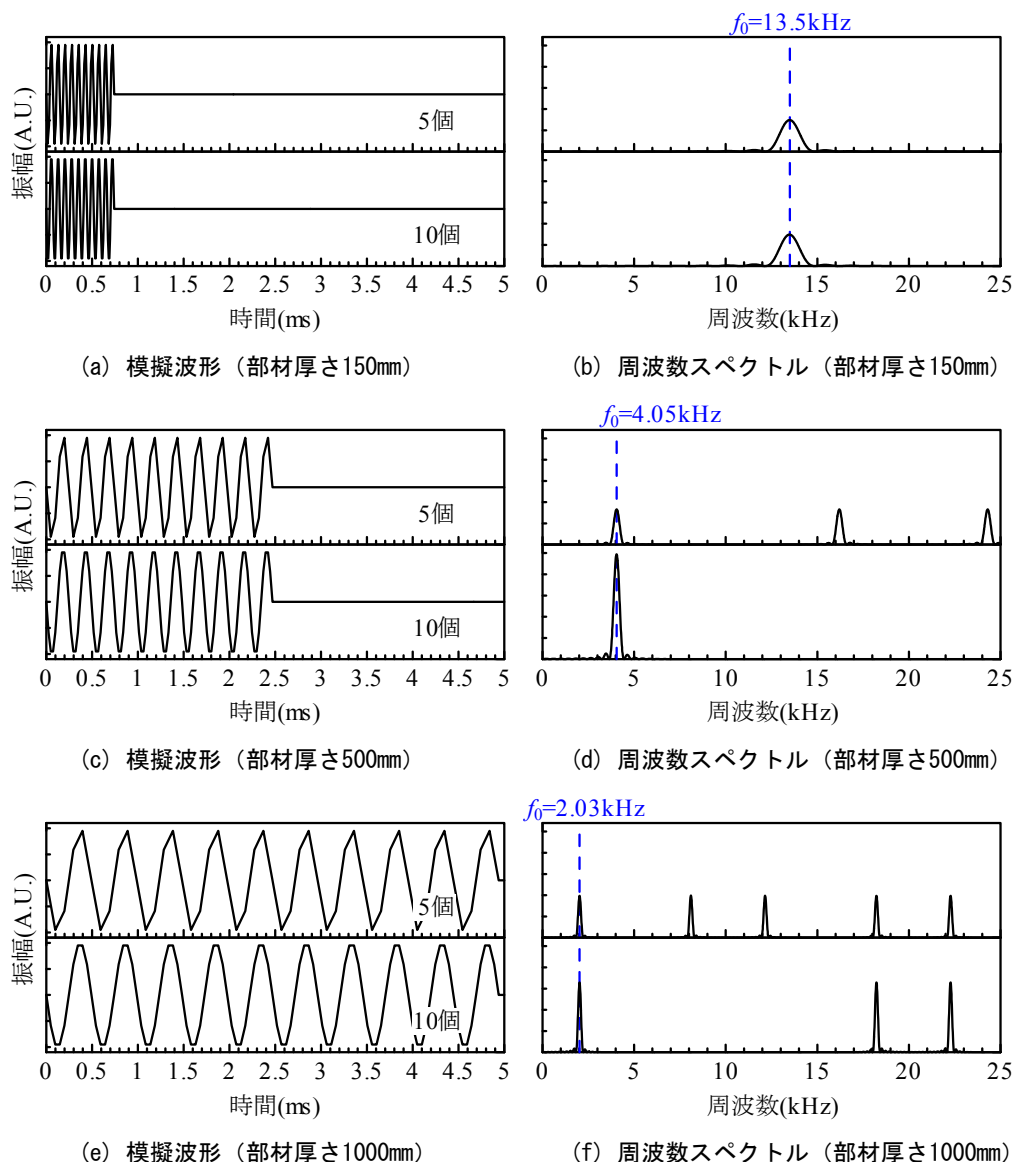 f₀=13.5kHz
振幅(A.U.)
5個
10個
0 0.5 1 1.5 2 2.5 3 3.5 4 4.5 5
時間(ms)
0 5 10 15 20 25
周波数(kHz)
(a) 模擬波形（部材厚さ150mm）
(b) 周波数スペクトル（部材厚さ150mm）
f₀=4.05kHz
振幅(A.U.)
5個
10個
0 0.5 1 1.5 2 2.5 3 3.5 4 4.5 5
時間(ms)
0 5 10 15 20 25
周波数(kHz)
(c) 模擬波形（部材厚さ500mm）
(d) 周波数スペクトル（部材厚さ500mm）
f₀=2.03kHz
振幅(A.U.)
5個
10個
0 0.5 1 1.5 2 2.5 3 3.5 4 4.5 5
時間(ms)
0 5 10 15 20 25
周波数(kHz)
(e) 模擬波形（部材厚さ1000mm）
(f) 周波数スペクトル（部材厚さ1000mm）